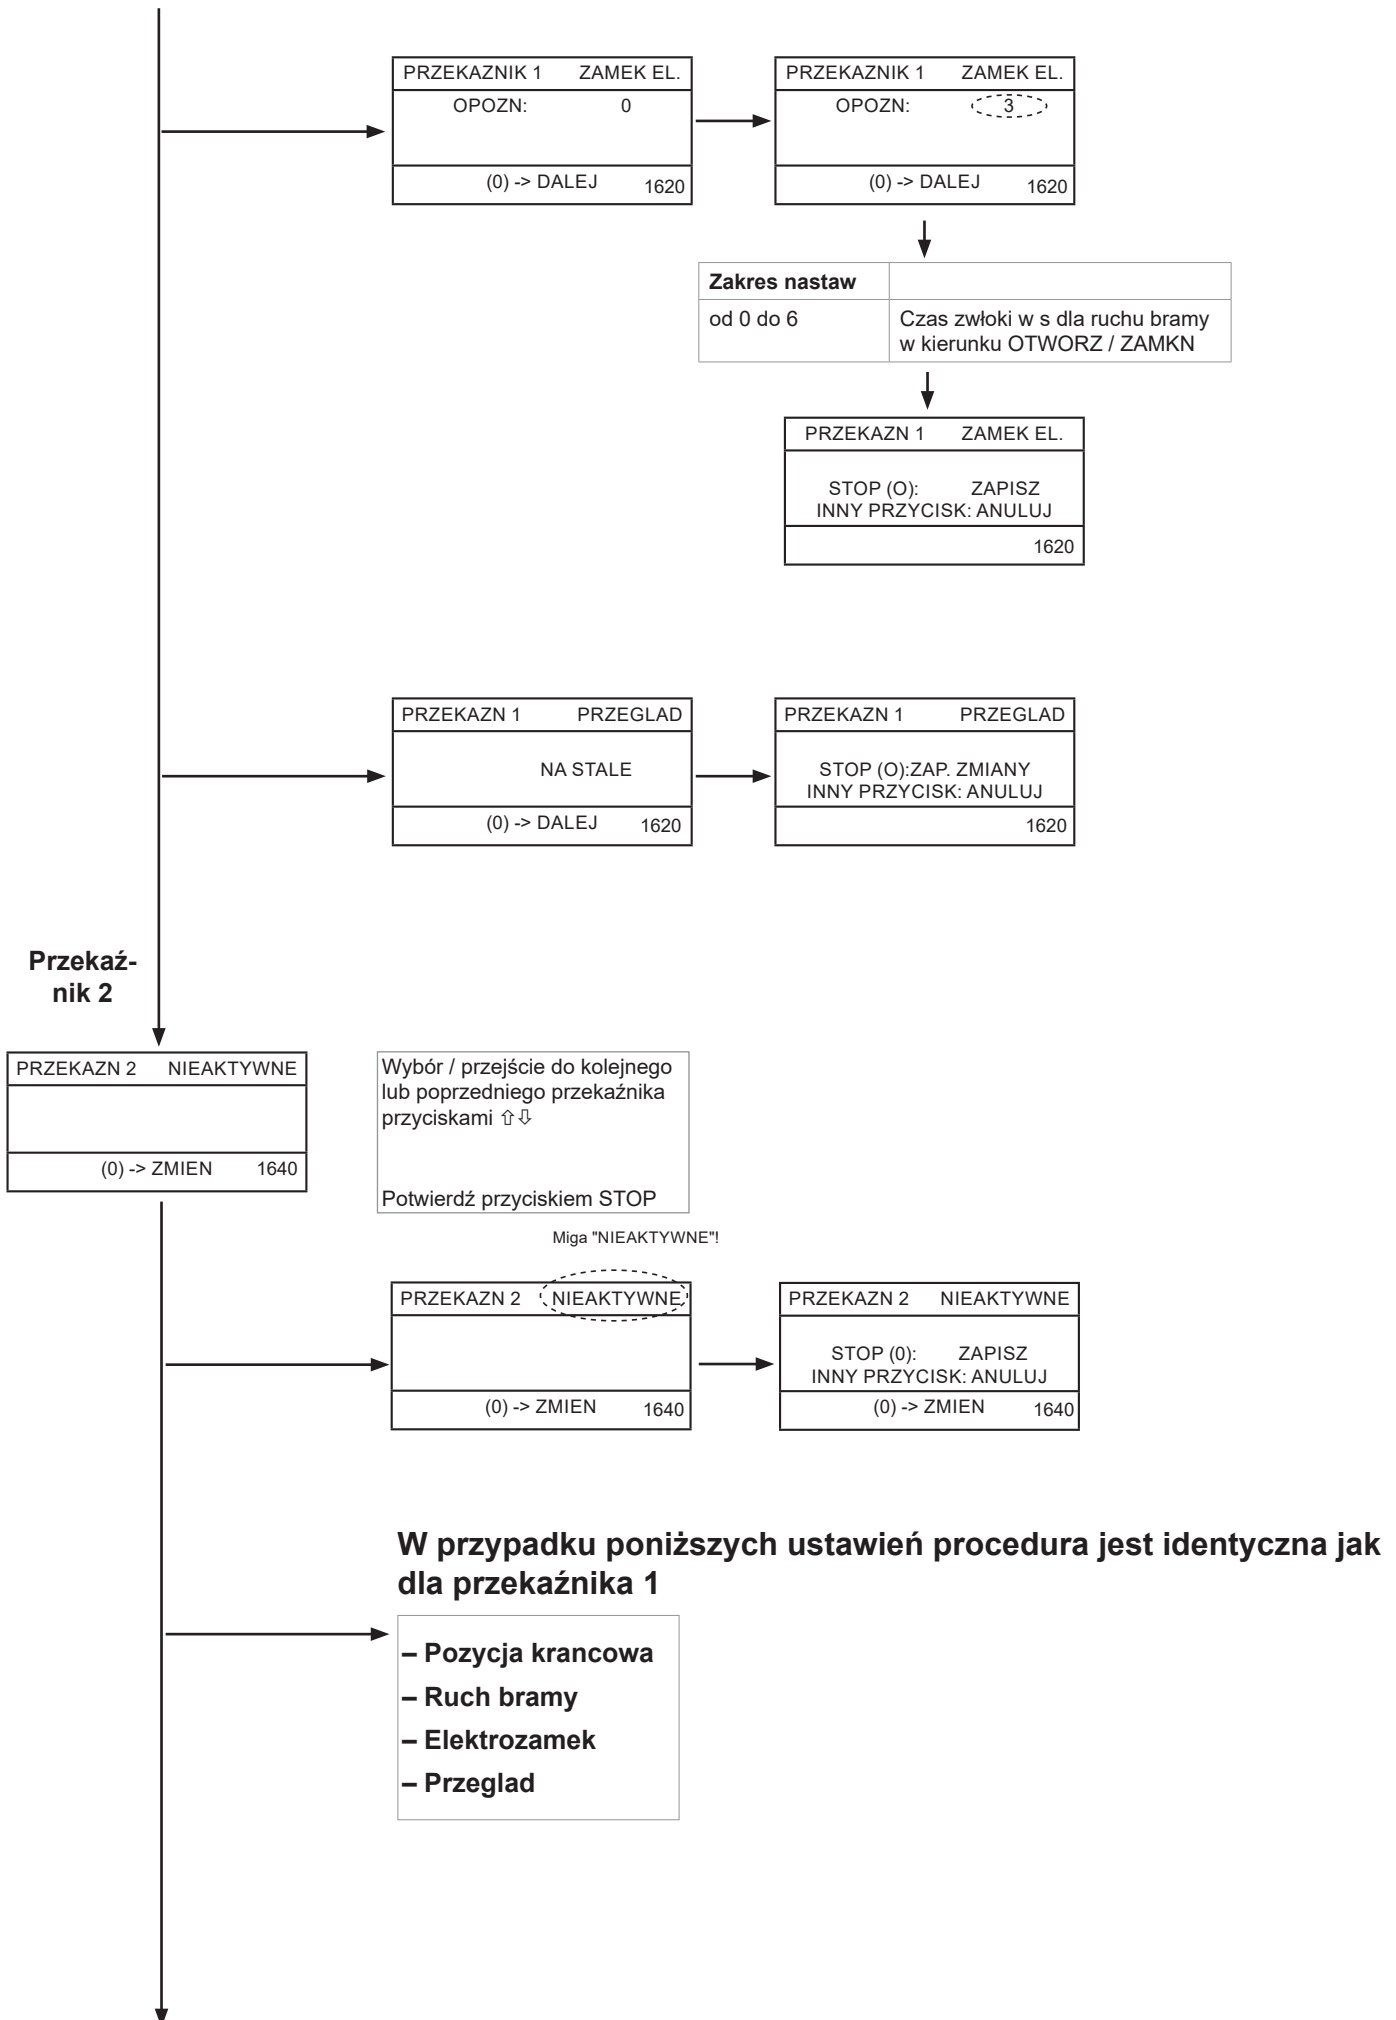 PRZEKAZNIK 1 ZAMEK EL.
OPOZN: 0
(0) -> DALEJ 1620
PRZEKAZNIK 1 ZAMEK EL.
OPOZN: 3
(0) -> DALEJ 1620
Zakres nastaw
od 0 do 6 Czas zwłoki w s dla ruchu bramy
w kierunku OTWORZ / ZAMKN
PRZEKAZN 1 ZAMEK EL.
STOP (O): ZAPISZ
INNY PRZYCISK: ANULUJ
1620
PRZEKAZN 1 PRZEGLAD
NA STALE
(0) -> DALEJ 1620
PRZEKAZN 1 PRZEGLAD
STOP (O):ZAP. ZMIANY
INNY PRZYCISK: ANULUJ
1620
Przekaź-
nik 2
PRZEKAZN 2 NIEAKTYWNE
(0) -> ZMIEN 1640
Wybór / przejście do kolejnego
lub poprzedniego przekaźnika
przyciskami ⇧⇩
Potwierdź przyciskiem STOP
Miga "NIEAKTYWNE"!
PRZEKAZN 2 NIEAKTYWNE
(0) -> ZMIEN 1640
PRZEKAZN 2 NIEAKTYWNE
STOP (0): ZAPISZ
INNY PRZYCISK: ANULUJ
(0) -> ZMIEN 1640
W przypadku poniższych ustawień procedura jest identyczna jak
dla przekaźnika 1
– Pozycja krancowa
– Ruch bramy
– Elektrozamek
– Przeglad